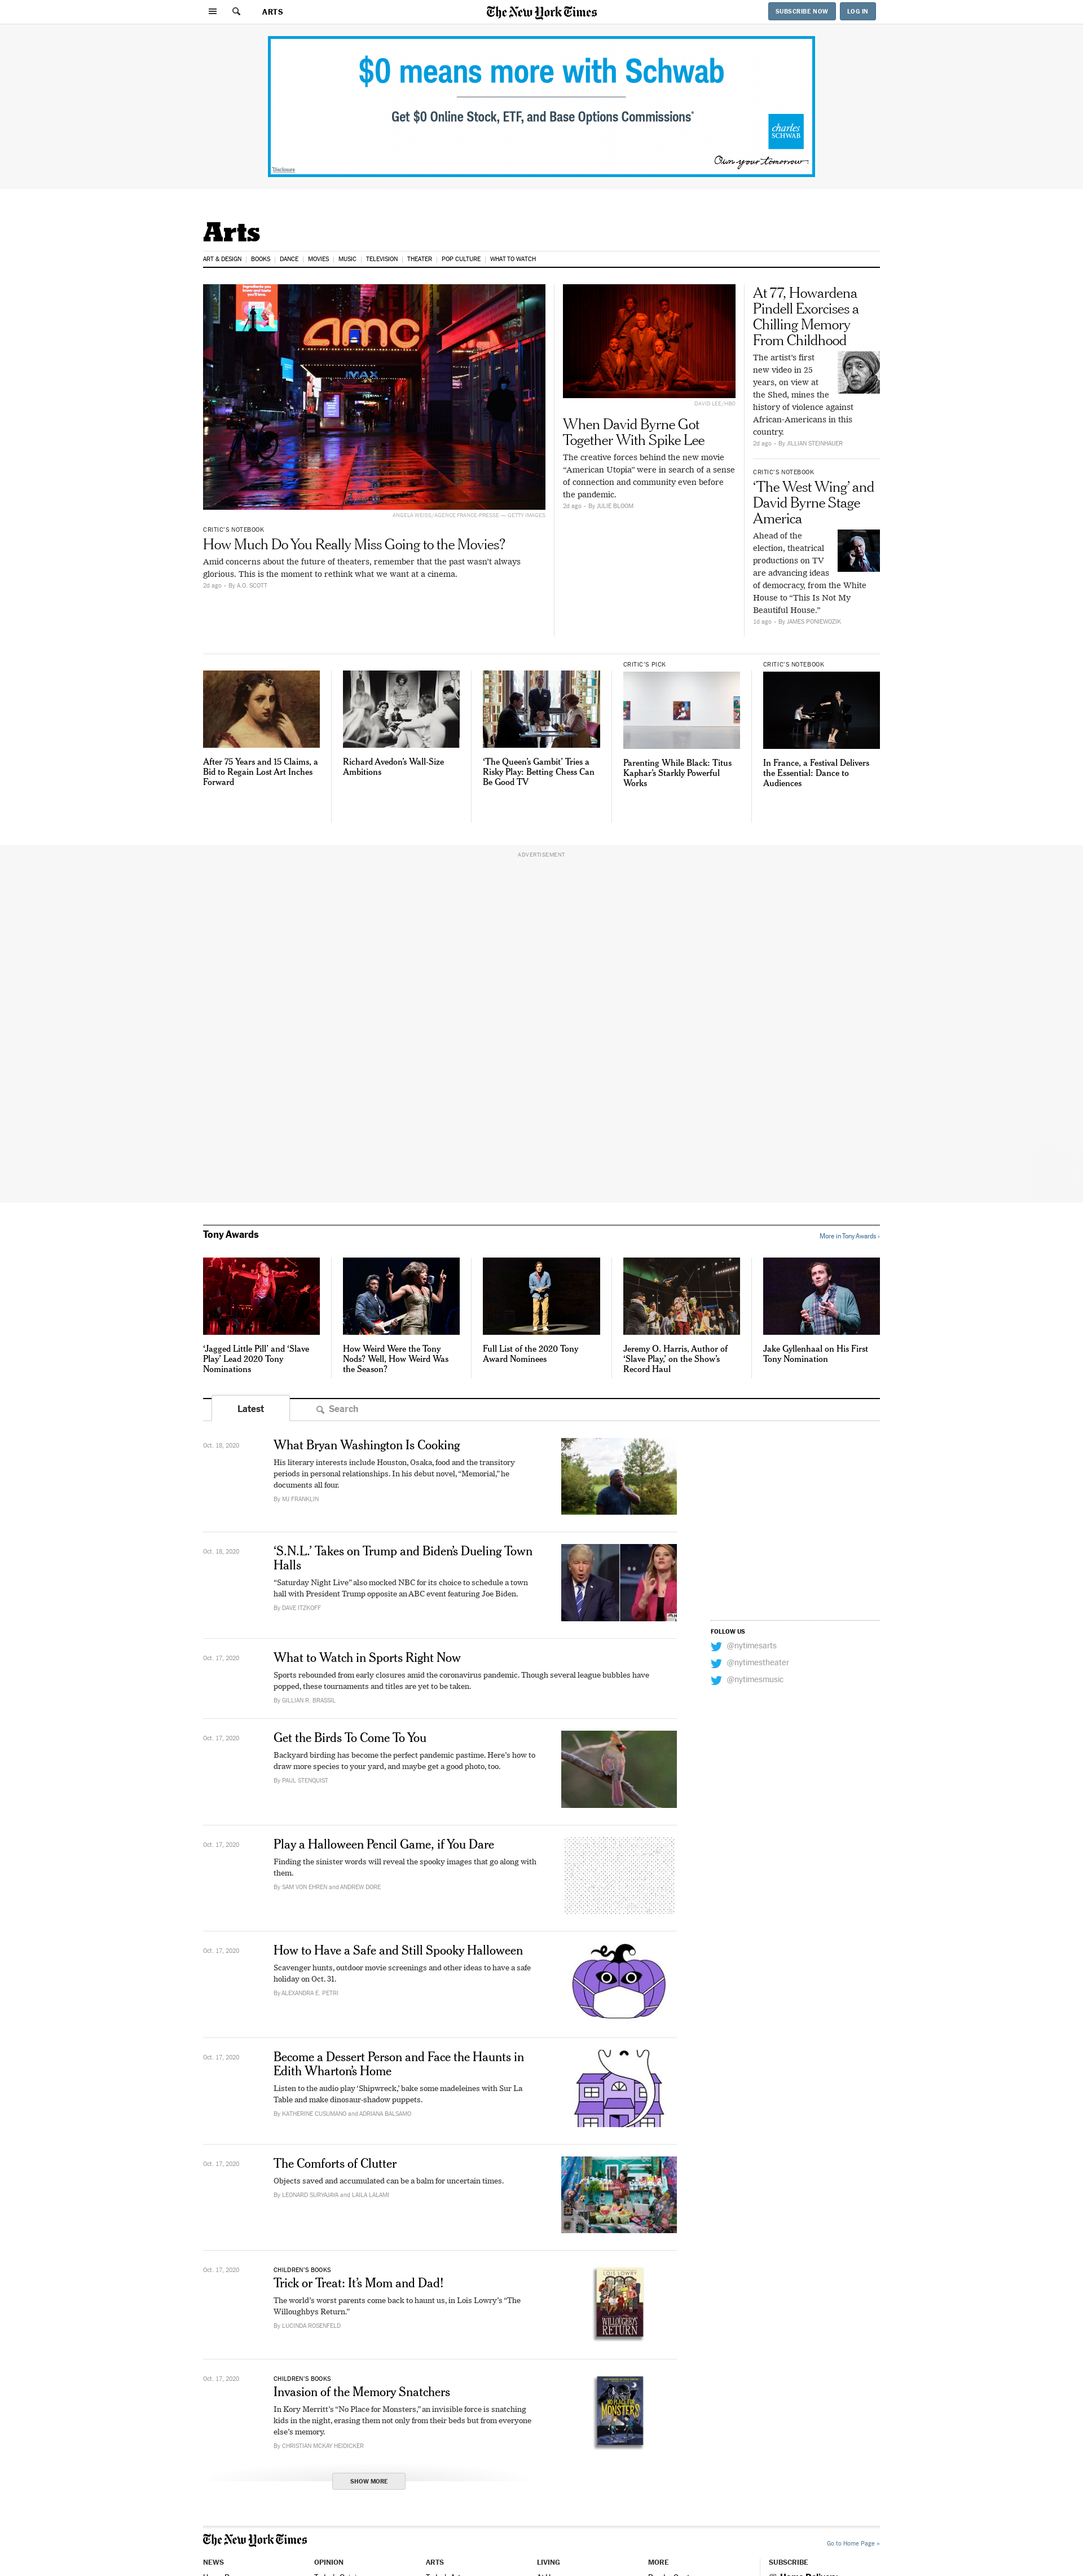 ARTS
The New York Times
SUBSCRIBE NOW
LOG IN
$0 means more with Schwab
Get $0 Online Stock, ETF, and Base Options Commissions*
charles
SCHWAB
Own your tomorrow
Arts
ART & DESIGN | BOOKS | DANCE | MOVIES | MUSIC | TELEVISION | THEATER | POP CULTURE | WHAT TO WATCH
amc
IMAX
ANGELA WEISS/AGENCE FRANCE-PRESSE — GETTY IMAGES
CRITIC'S NOTEBOOK
How Much Do You Really Miss Going to the Movies?
Amid concerns about the future of theaters, remember that the past wasn't always
glorious. This is the moment to rethink what we want at a cinema.
2d ago - By A.O. SCOTT
DAVID LEE/HBO
When David Byrne Got
Together With Spike Lee
The creative forces behind the new movie
“American Utopia” were in search of a sense
of connection and community even before
the pandemic.
2d ago - By JULIE BLOOM
At 77, Howardena
Pindell Exorcises a
Chilling Memory
From Childhood
The artist's first
new video in 25
years, on view at
the Shed, mines the
history of violence against
African-Americans in this
country.
2d ago - By JILLIAN STEINHAUER
CRITIC'S NOTEBOOK
‘The West Wing’ and
David Byrne Stage
America
Ahead of the
election, theatrical
productions on TV
are advancing ideas
of democracy, from the White
House to “This Is Not My
Beautiful House.”
1d ago - By JAMES PONIEWOZIK
After 75 Years and 15 Claims, a
Bid to Regain Lost Art Inches
Forward
Richard Avedon's Wall-Size
Ambitions
‘The Queen's Gambit’ Tries a
Risky Play: Betting Chess Can
Be Good TV
CRITIC'S PICK
Parenting While Black: Titus
Kaphar's Starkly Powerful
Works
CRITIC'S NOTEBOOK
In France, a Festival Delivers
the Essential: Dance to
Audiences
ADVERTISEMENT
Tony Awards
More in Tony Awards ›
‘Jagged Little Pill’ and ‘Slave
Play’ Lead 2020 Tony
Nominations
How Weird Were the Tony
Nods? Well, How Weird Was
the Season?
Full List of the 2020 Tony
Award Nominees
Jeremy O. Harris, Author of
‘Slave Play,’ on the Show's
Record Haul
Jake Gyllenhaal on His First
Tony Nomination
Latest
Search
Oct. 18, 2020
What Bryan Washington Is Cooking
His literary interests include Houston, Osaka, food and the transitory
periods in personal relationships. In his debut novel, “Memorial,” he
documents all four.
By MJ FRANKLIN
Oct. 18, 2020
‘S.N.L.’ Takes on Trump and Biden's Dueling Town
Halls
“Saturday Night Live” also mocked NBC for its choice to schedule a town
hall with President Trump opposite an ABC event featuring Joe Biden.
By DAVE ITZKOFF
Oct. 17, 2020
What to Watch in Sports Right Now
Sports rebounded from early closures amid the coronavirus pandemic. Though several league bubbles have
popped, these tournaments and titles are yet to be taken.
By GILLIAN R. BRASSIL
FOLLOW US
@nytimesarts
@nytimestheater
@nytimesmusic
Oct. 17, 2020
Get the Birds To Come To You
Backyard birding has become the perfect pandemic pastime. Here's how to
draw more species to your yard, and maybe get a good photo, too.
By PAUL STENQUIST
Oct. 17, 2020
Play a Halloween Pencil Game, if You Dare
Finding the sinister words will reveal the spooky images that go along with
them.
By SAM VON EHREN and ANDREW DORE
Oct. 17, 2020
How to Have a Safe and Still Spooky Halloween
Scavenger hunts, outdoor movie screenings and other ideas to have a safe
holiday on Oct. 31.
By ALEXANDRA E. PETRI
Oct. 17, 2020
Become a Dessert Person and Face the Haunts in
Edith Wharton's Home
Listen to the audio play ‘Shipwreck,’ bake some madeleines with Sur La
Table and make dinosaur-shadow puppets.
By KATHERINE CUSUMANO and ADRIANA BALSAMO
Oct. 17, 2020
The Comforts of Clutter
Objects saved and accumulated can be a balm for uncertain times.
By LEONARD SURYAJAYA and LAILA LALAMI
Oct. 17, 2020
CHILDREN'S BOOKS
Trick or Treat: It's Mom and Dad!
The world's worst parents come back to haunt us, in Lois Lowry's “The
Willoughbys Return.”
By LUCINDA ROSENFELD
LOIS LOWRY
WILLOUGHBYS
RETURN
Oct. 17, 2020
CHILDREN'S BOOKS
Invasion of the Memory Snatchers
In Kory Merritt's “No Place for Monsters,” an invisible force is snatching
kids in the night, erasing them not only from their beds but from everyone
else's memory.
By CHRISTIAN MCKAY HEIDICKER
NO PLACE FOR
MONSTERS
SHOW MORE
The New York Times
Go to Home Page »
NEWS
OPINION
ARTS
LIVING
MORE
SUBSCRIBE